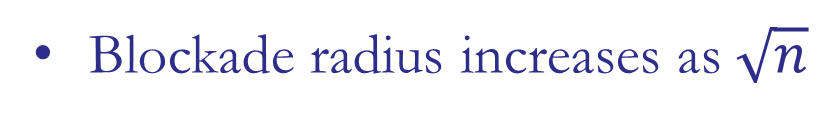 • Blockade radius increases as √n